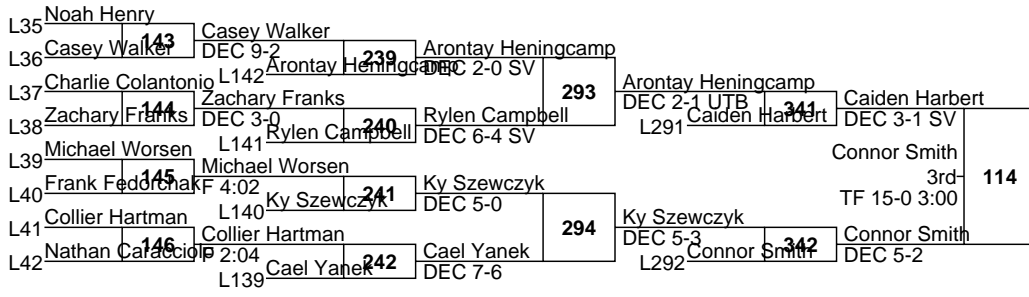 L35 Noah Henry
143
L36 Casey Walker
Casey Walker
DEC 9-2
239
L142 Arontay Heningcamp
Arontay Heningcamp
DEC 2-0 SV
L37 Charlie Colantonio
144
L38 Zachary Franks
Zachary Franks
DEC 3-0
240
L141 Rylen Campbell
Rylen Campbell
DEC 6-4 SV
293
Arontay Heningcamp
DEC 2-1 UTB
341
L291 Caiden Harbert
Caiden Harbert
DEC 3-1 SV
L39 Michael Worsen
145
L40 Frank Fedorchak
Michael Worsen
F 4:02
241
L140 Ky Szewczyk
Ky Szewczyk
DEC 5-0
L41 Collier Hartman
146
L42 Nathan Caracciolo
Collier Hartman
F 2:04
242
L139 Cael Yanek
Cael Yanek
DEC 7-6
294
Ky Szewczyk
DEC 5-3
342
L292 Connor Smith
Connor Smith
DEC 5-2
Connor Smith
3rd
TF 15-0 3:00
114